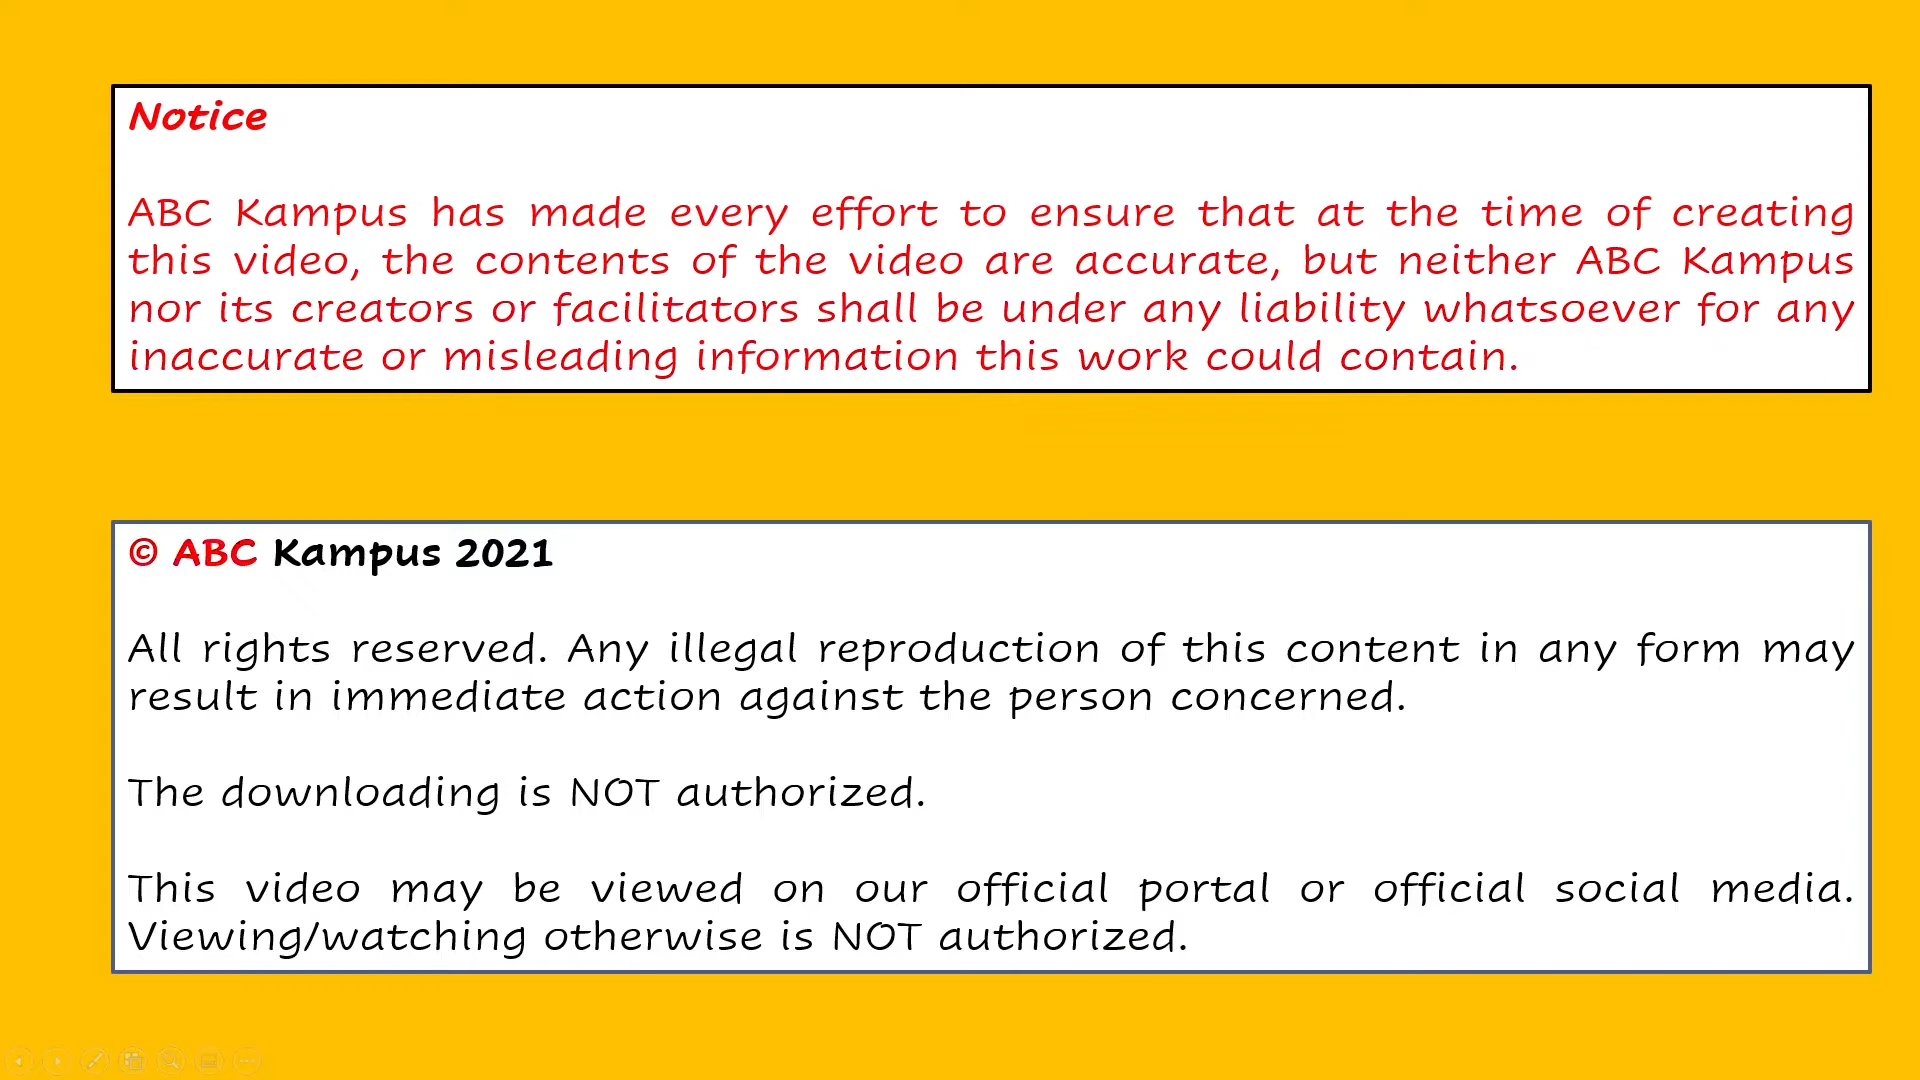 Notice
ABC Kampus has made every effort to ensure that at the time of creating
this video, the contents of the video are accurate, but neither ABC Kampus
nor its creators or facilitators shall be under any liability whatsoever for any
inaccurate or misleading information this work could contain.
© ABC Kampus 2021
All rights reserved. Any illegal reproduction of this content in any form may
result in immediate action against the person concerned.
The downloading is NOT authorized.
This video may be viewed on our official portal or official social media.
Viewing/watching otherwise is NOT authorized.